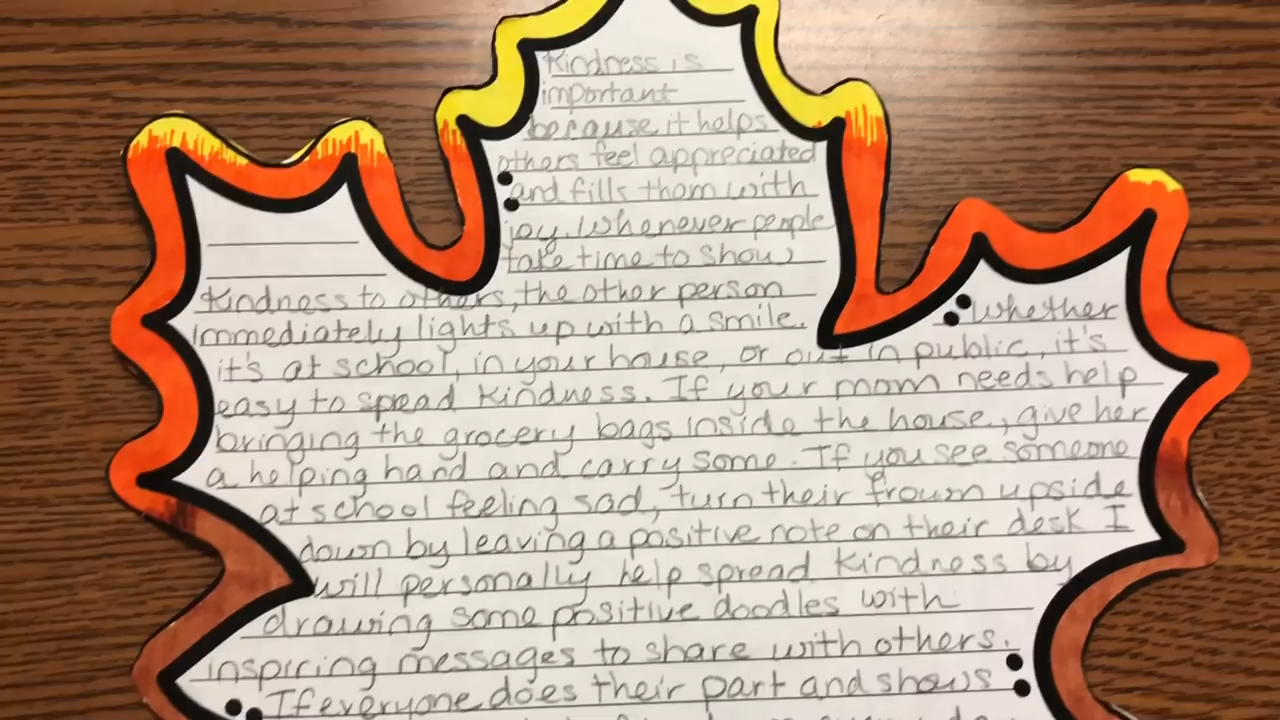 Kindness is
important
because it helps
others feel appreciated
and fills them with
joy. Whenever people
take time to show
kindness to others, the other person
immediately lights up with a smile.
Whether
it's at school, in your house, or out in public, it's
easy to spread kindness. If your mom needs help
bringing the grocery bags inside the house, give her
a helping hand and carry some. If you see someone
at school feeling sad, turn their frown upside
down by leaving a positive note on their desk I
will personally help spread kindness by
drawing some positive doodles with
inspiring messages to share with others.
If everyone does their part and shows